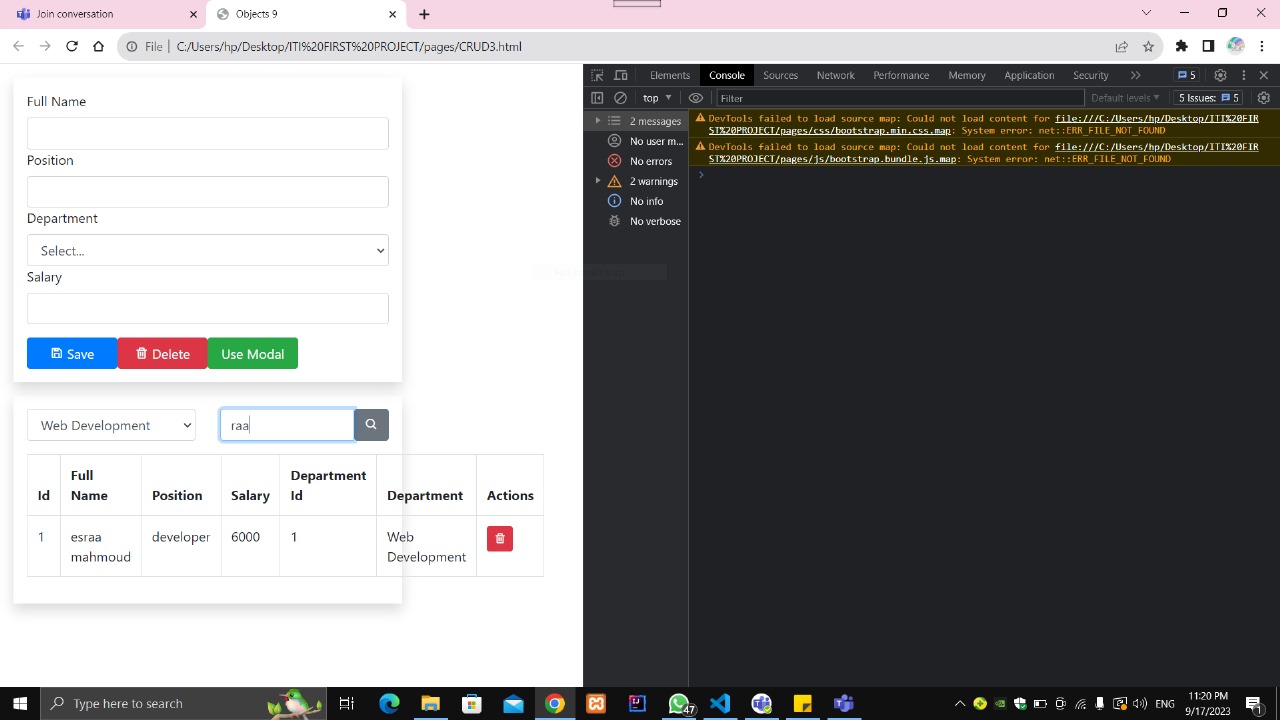 Join conversation
Objects 9
File | C:/Users/hp/Desktop/ITI%20FIRST%20PROJECT/pages/CRUD3.html
Full Name
Position
Department
Select...
Salary
Save Delete Use Modal
Web Development raa
Id Full Name Position Salary Department Id Department Actions
1 esraa mahmoud developer 6000 1 Web Development
Elements Console Sources Network Performance Memory Application Security 5
top Filter Default levels 5 Issues: 5
2 messages
No user m...
No errors
2 warnings
No info
No verbose
DevTools failed to load source map: Could not load content for file:///C:/Users/hp/Desktop/ITI%20FIR
ST%20PROJECT/pages/css/bootstrap.min.css.map: System error: net::ERR_FILE_NOT_FOUND
DevTools failed to load source map: Could not load content for file:///C:/Users/hp/Desktop/ITI%20FIR
ST%20PROJECT/pages/js/bootstrap.bundle.js.map: System error: net::ERR_FILE_NOT_FOUND
Type here to search
47
ENG
11:20 PM
9/17/2023
1